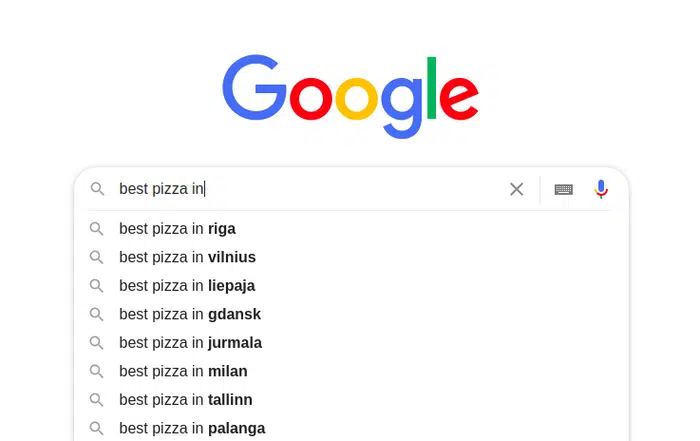 Google
best pizza in
best pizza in riga
best pizza in vilnius
best pizza in liepaja
best pizza in gdansk
best pizza in jurmala
best pizza in milan
best pizza in tallinn
best pizza in palanga